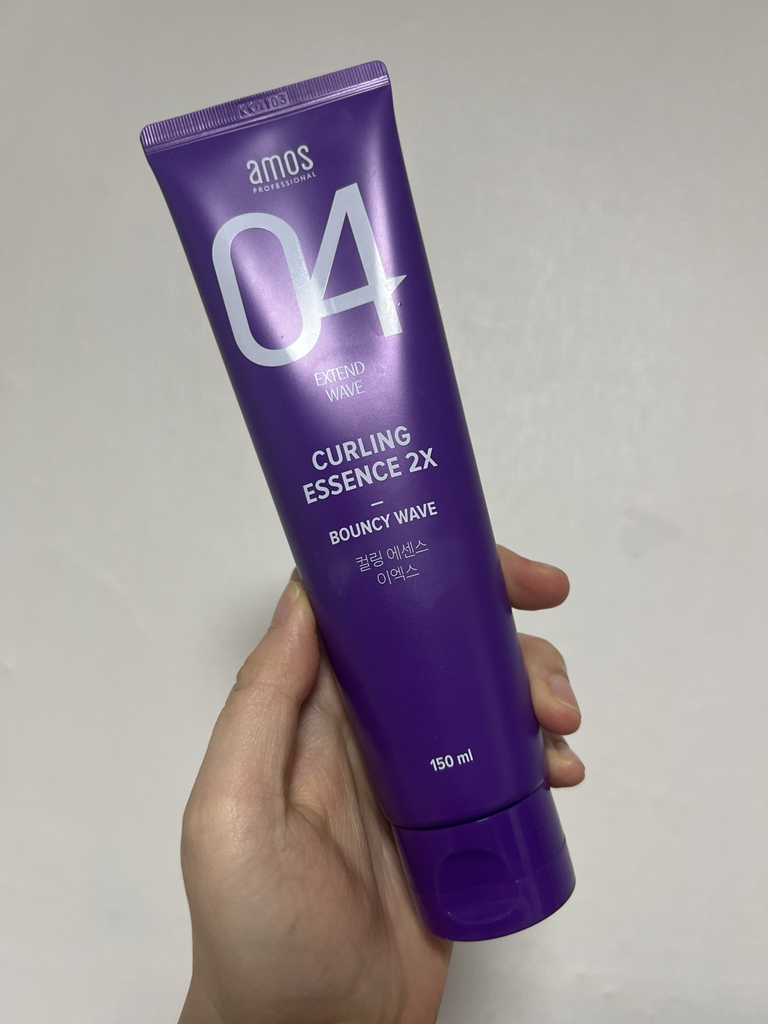 amos
PROFESSIONAL
04
EXTEND
WAVE
CURLING
ESSENCE 2X
BOUNCY WAVE
컬링 에센스
이엑스
150 ml